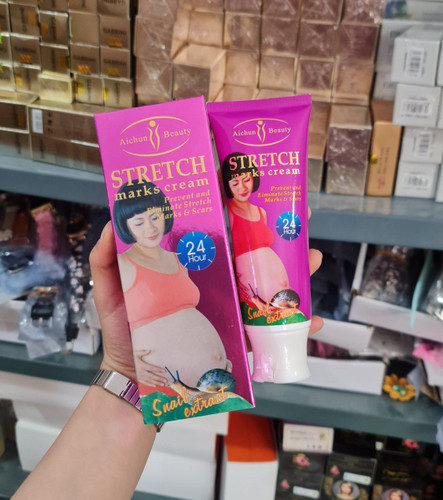 Aichun Beauty
STRETCH
marks cream
Prevent and
Eliminate Stretch
Marks & Scars
24
Hour
Snail
extract
Aichun Beauty
STRETCH
marks cream
Prevent and
Eliminate Stretch
Marks & Scars
24
Hour
Snail
extract